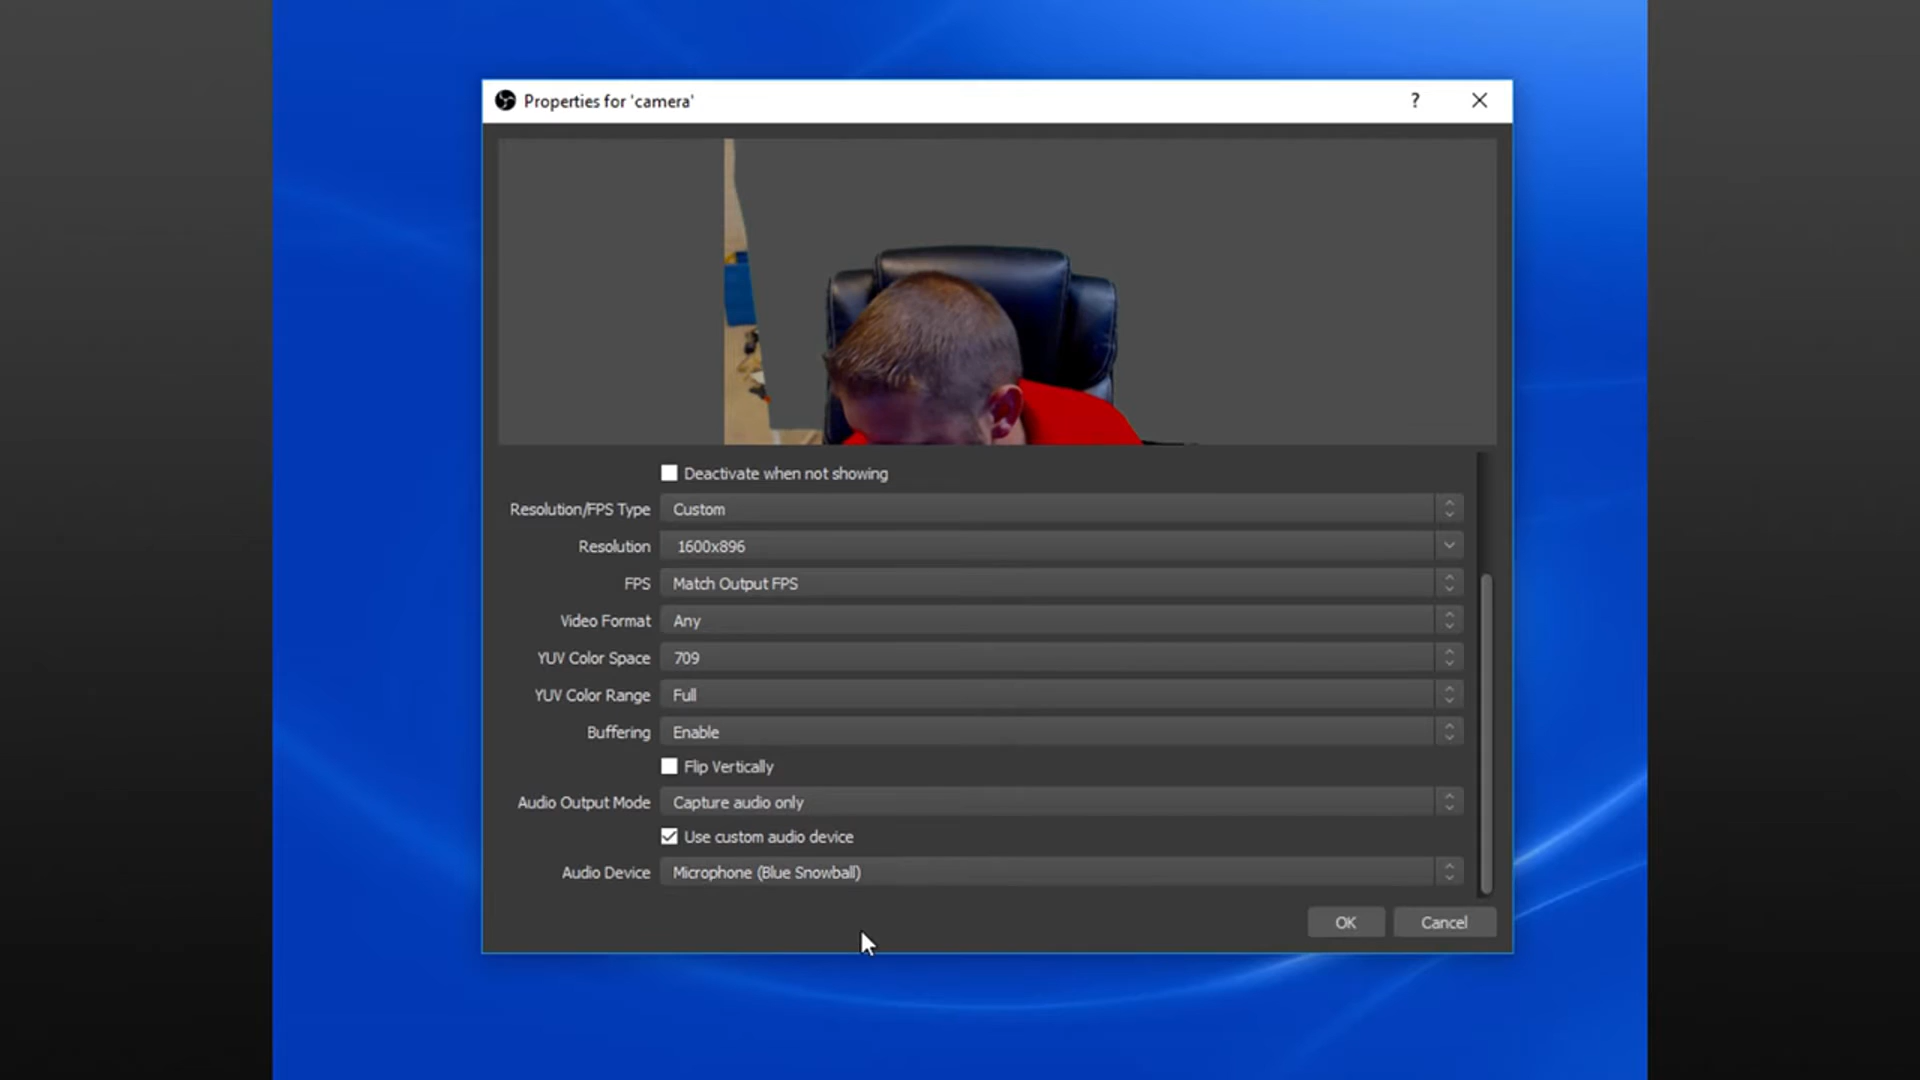 Properties for 'camera'
?
Deactivate when not showing
Resolution/FPS Type Custom
Resolution 1600x896
FPS Match Output FPS
Video Format Any
YUV Color Space 709
YUV Color Range Full
Buffering Enable
Flip Vertically
Audio Output Mode Capture audio only
Use custom audio device
Audio Device Microphone (Blue Snowball)
OK Cancel